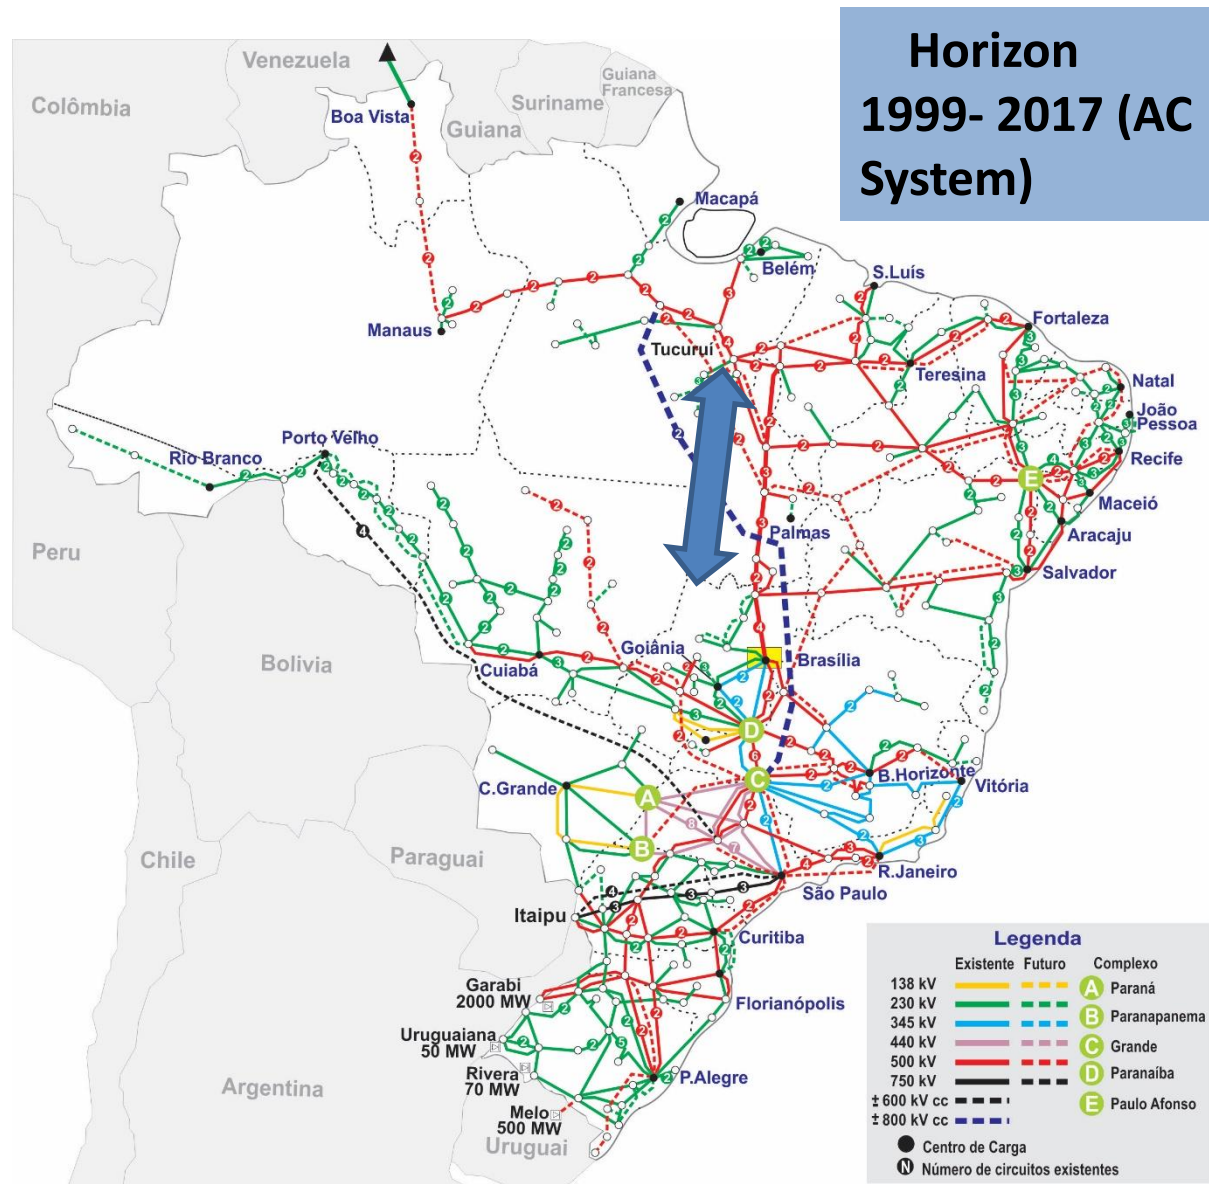 Horizon
1999- 2017 (AC
System)
Venezuela
Colômbia
Guiana
Francesa
Suriname
Guiana
Boa Vista
Macapá
Belém
S.Luís
Manaus
Fortaleza
Tucuruí
Teresina
Natal
João
Pessoa
Porto Velho
Rio Branco
Recife
E
Maceió
Palmas
Aracaju
Peru
Salvador
Goiânia
Brasília
Bolivia
Cuiabá
D
B.Horizonte
C.Grande
C
Vitória
A
B
Chile
Paraguai
R.Janeiro
São Paulo
Itaipu
Curitiba
Garabi
2000 MW
Florianópolis
Uruguaiana
50 MW
Rivera
70 MW
P.Alegre
Argentina
Melo
500 MW
Uruguai
Legenda
Existente Futuro Complexo
138 kV A Paraná
230 kV
345 kV B Paranapanema
440 kV C Grande
500 kV D Paranaíba
750 kV
± 600 kV cc E Paulo Afonso
± 800 kV cc
Centro de Carga
N Número de circuitos existentes